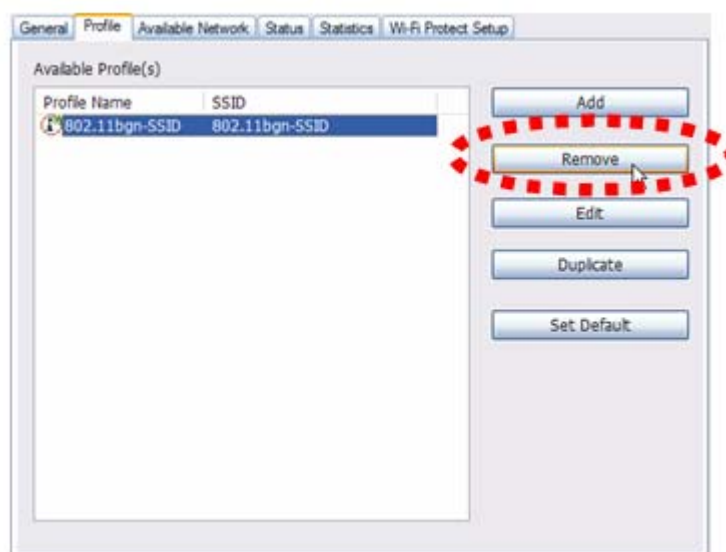 General Profile Available Network Status Statistics Wi-Fi Protect Setup
Available Profile(s)
Profile Name SSID
802.11bgn-SSID 802.11bgn-SSID
Add
Remove
Edit
Duplicate
Set Default